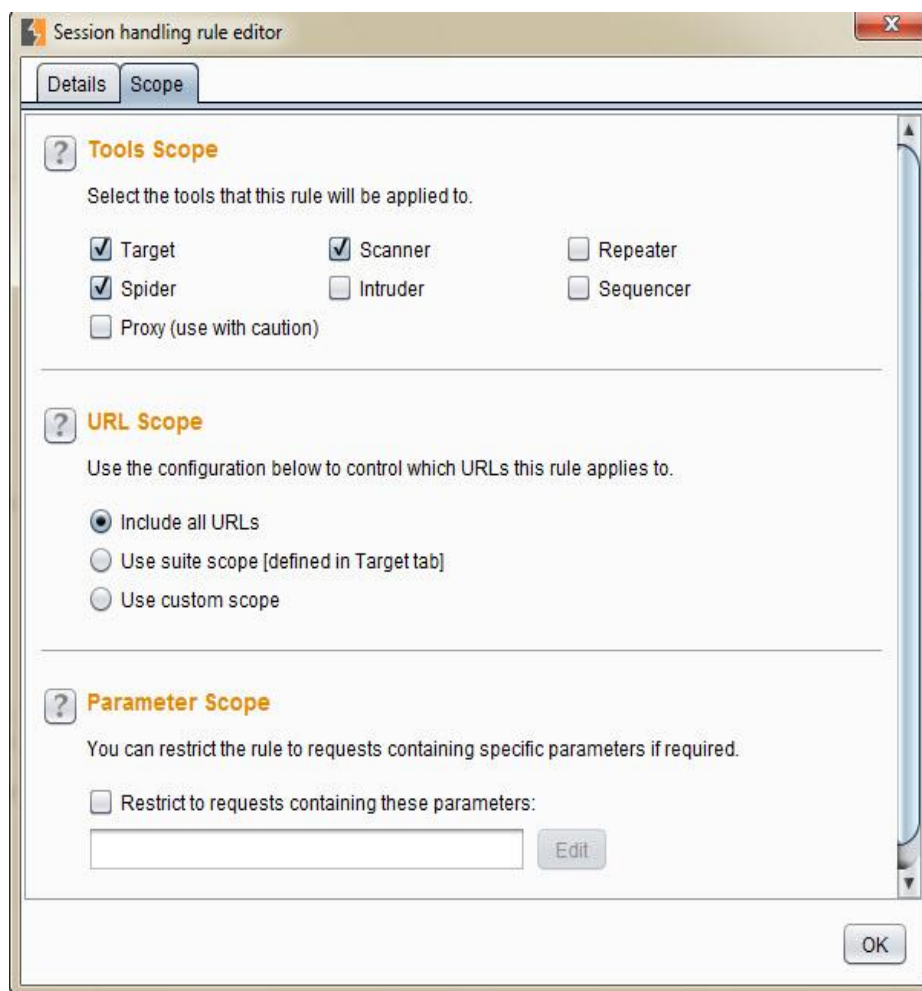 Session handling rule editor
Details Scope
? Tools Scope
Select the tools that this rule will be applied to.
Target Scanner Repeater
Spider Intruder Sequencer
Proxy (use with caution)
? URL Scope
Use the configuration below to control which URLs this rule applies to.
Include all URLs
Use suite scope [defined in Target tab]
Use custom scope
? Parameter Scope
You can restrict the rule to requests containing specific parameters if required.
Restrict to requests containing these parameters:
Edit
OK